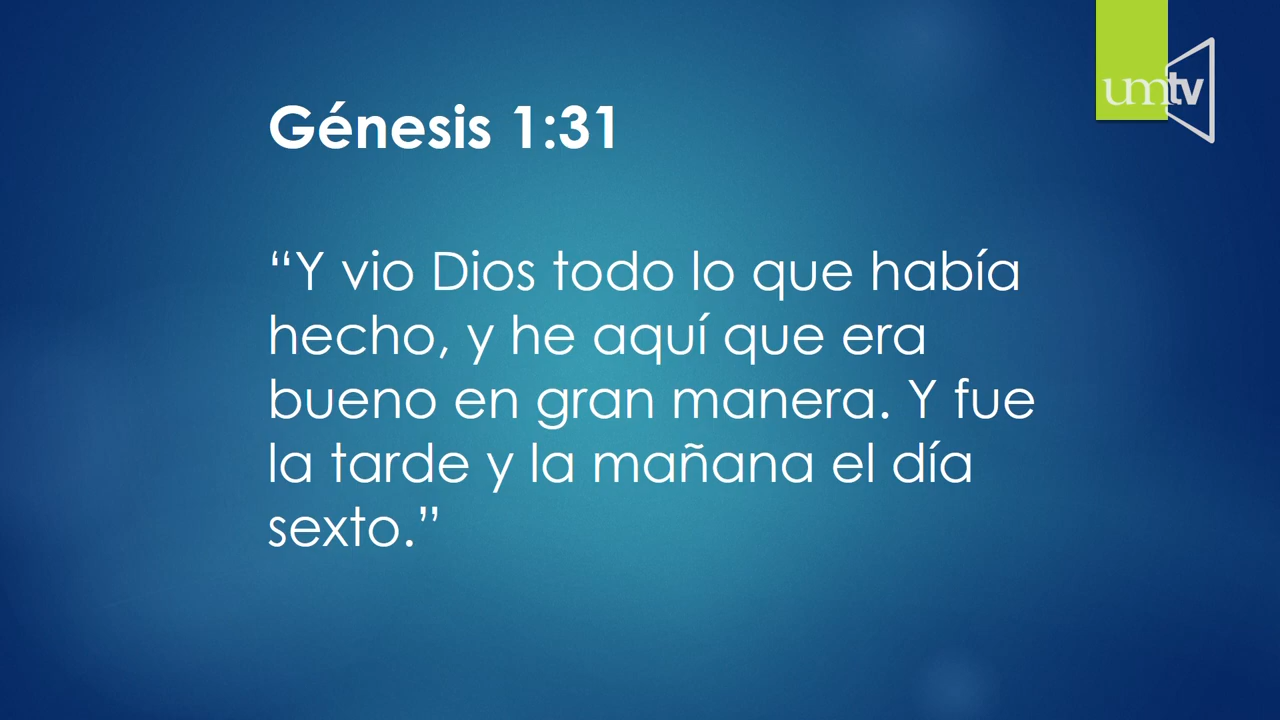 umtv
Génesis 1:31
“Y vio Dios todo lo que había
hecho, y he aquí que era
bueno en gran manera. Y fue
la tarde y la mañana el día
sexto.”